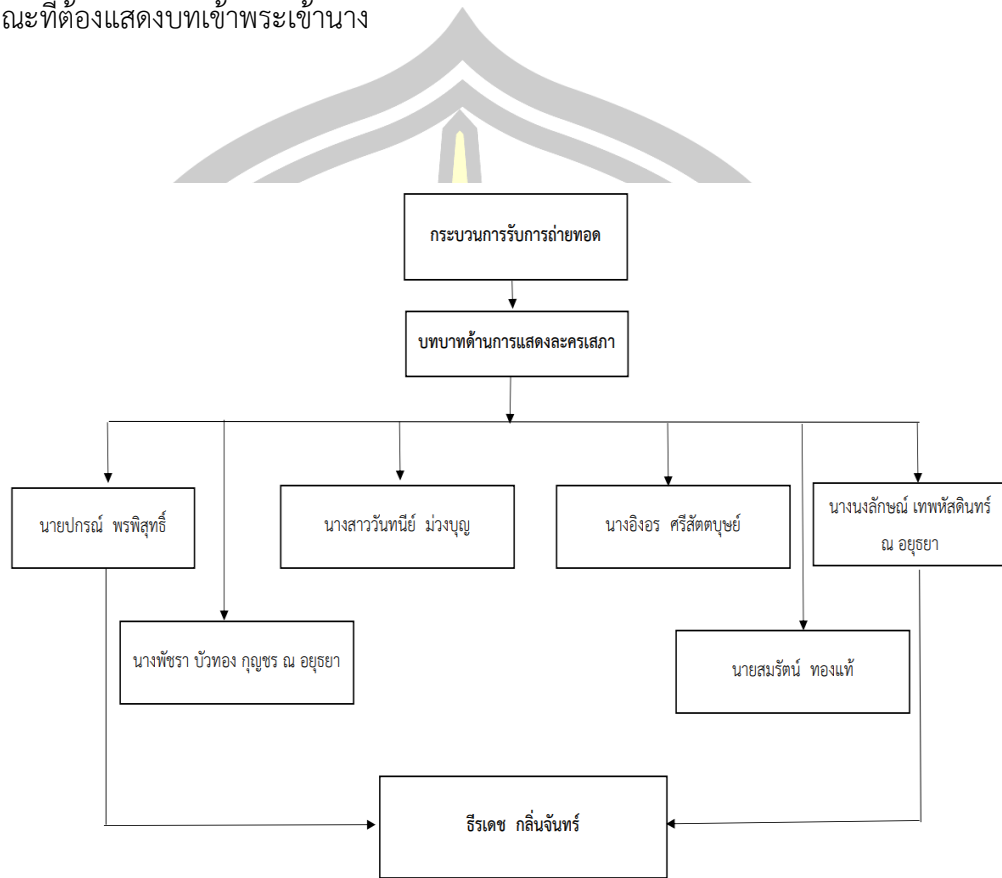 ณะที่ต้องแสดงบทเข้าพระเข้านาง
กระบวนการรับการถ่ายทอด
บทบาทด้านการแสดงละครเสภา
นายปกรณ์ พรพิสุทธิ์
นางสาววันทนีย์ ม่วงบุญ
นางอิงอร ศรีสัตตบุษย์
นางนงลักษณ์ เทพหัสดินทร์
ณ อยุธยา
นางพัชรา บัวทอง กุญชร ณ อยุธยา
นายสมรัตน์ ทองแท้
ธีรเดช กลิ่นจันทร์